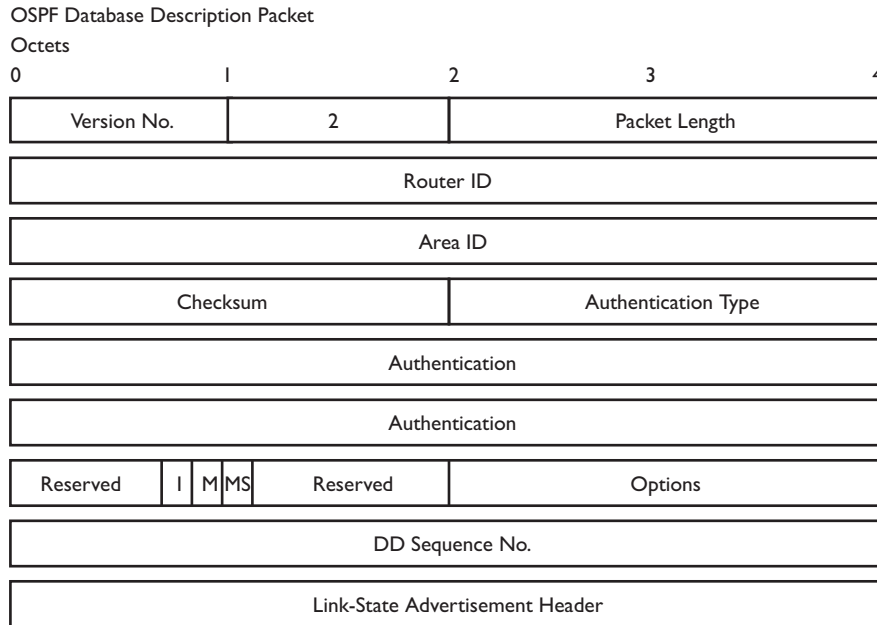 OSPF Database Description Packet
Octets
0 1 2 3 4
Version No. 2 Packet Length
Router ID
Area ID
Checksum Authentication Type
Authentication
Authentication
Reserved I M MS Reserved Options
DD Sequence No.
Link-State Advertisement Header